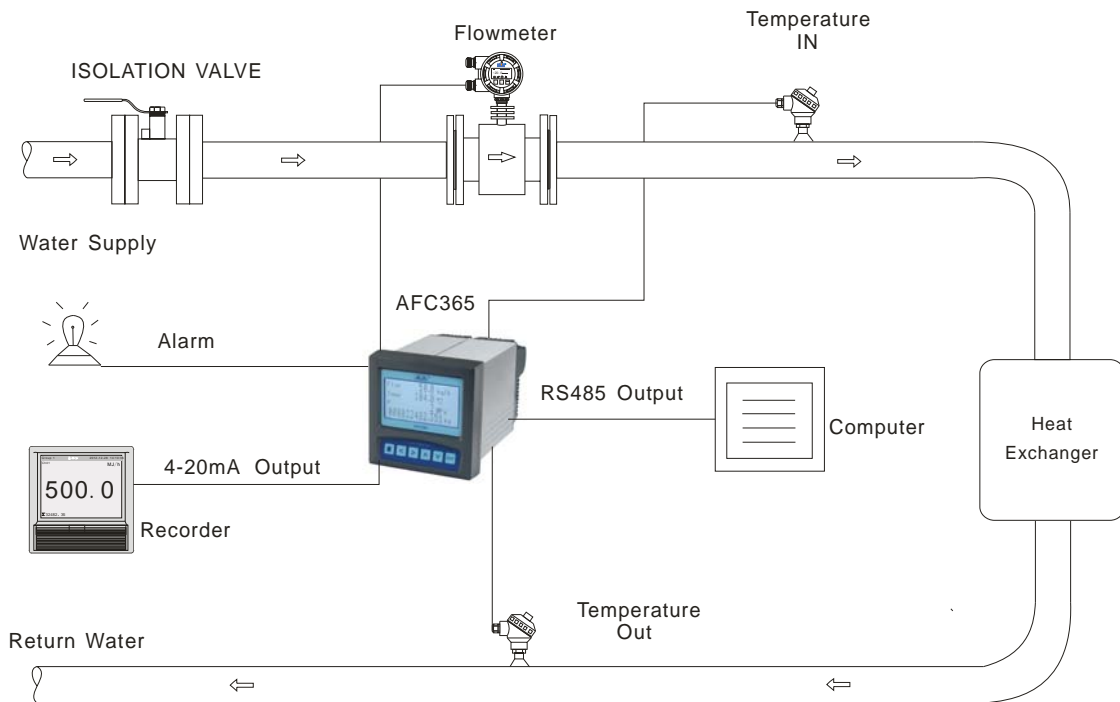 Temperature
IN
Flowmeter
ISOLATION VALVE
Water Supply
AFC365
Alarm
RS485 Output
Computer
Heat
Exchanger
4-20mA Output
MJ/h
500.0
Recorder
Temperature
Out
Return Water